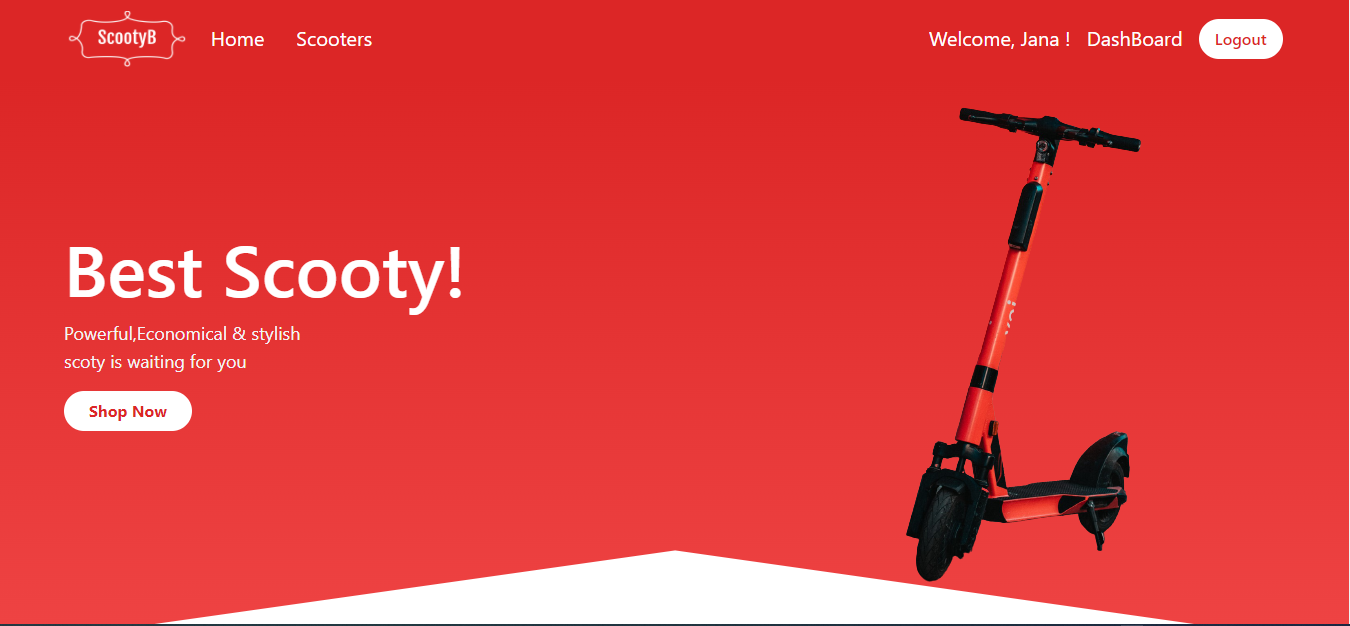 ScootyB
Home
Scooters
Welcome, Jana !
DashBoard
Logout
Best Scooty!
Powerful,Economical & stylish
scoty is waiting for you
Shop Now